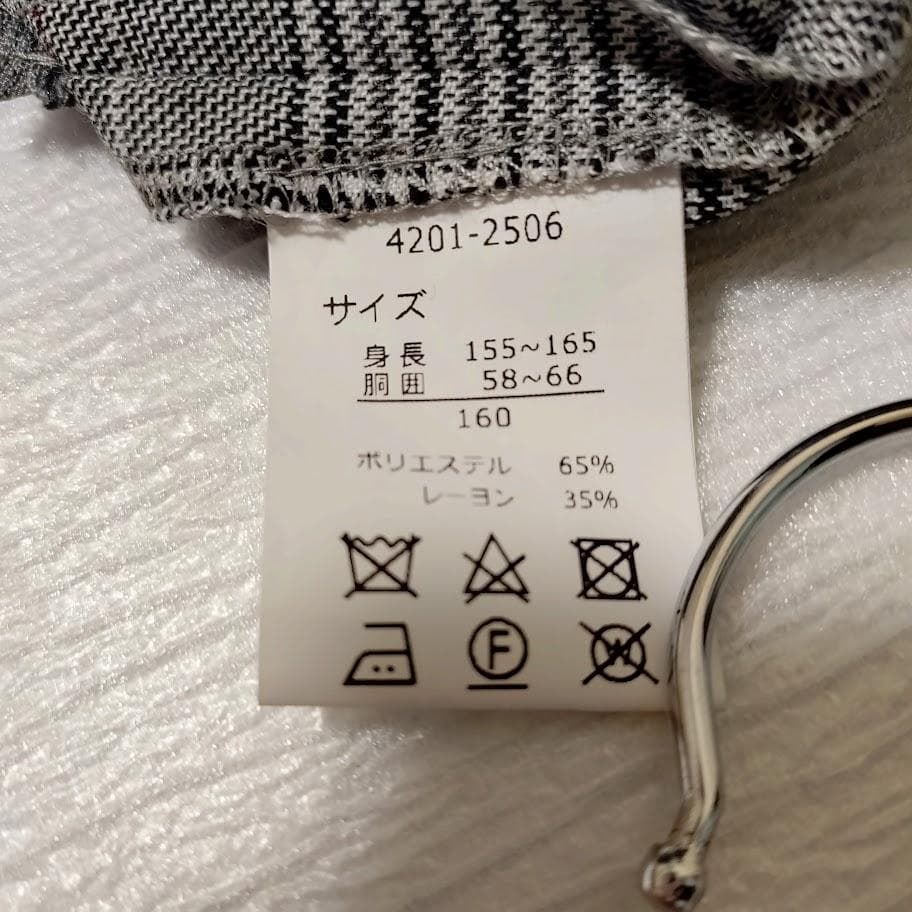 4201-2506
サイズ
身長 155~165
胴囲 58~66
160
ポリエステル 65%
レーヨン 35%
F W